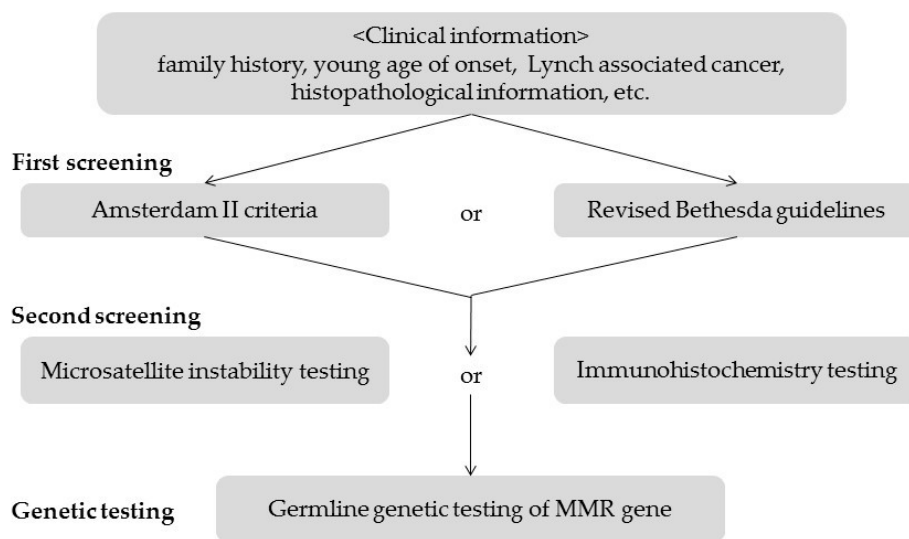 <Clinical information>
family history, young age of onset, Lynch associated cancer,
histopathological information, etc.
First screening
Amsterdam II criteria
or
Revised Bethesda guidelines
Second screening
Microsatellite instability testing
or
Immunohistochemistry testing
Genetic testing
Germline genetic testing of MMR gene